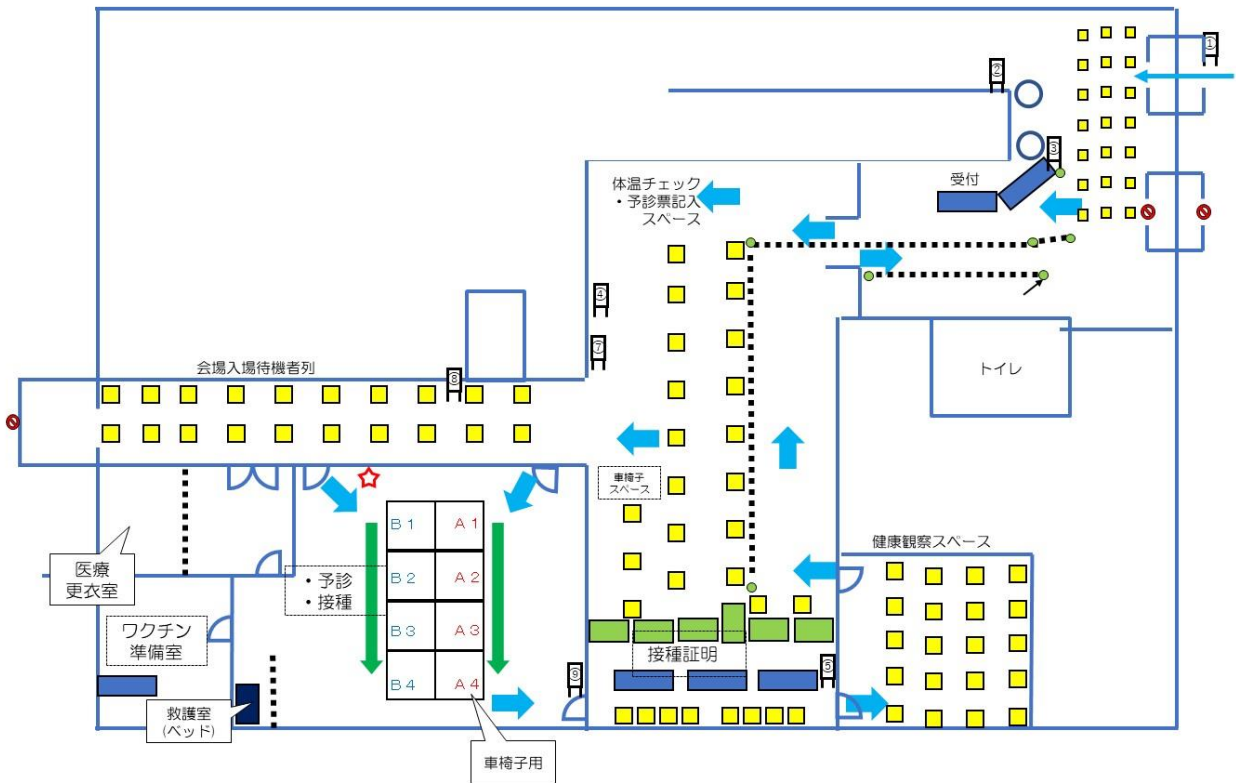 ①
②
③
受付
体温チェック
・予診票記入
スペース
④
⑦
トイレ
会場入場待機者列
⑧
車椅子
スペース
健康観察スペース
B1
A1
医療
更衣室
・予診
・接種
B2
A2
ワクチン
準備室
B3
A3
接種証明
⑤
⑨
B4
A4
救護室
(ベッド)
車椅子用